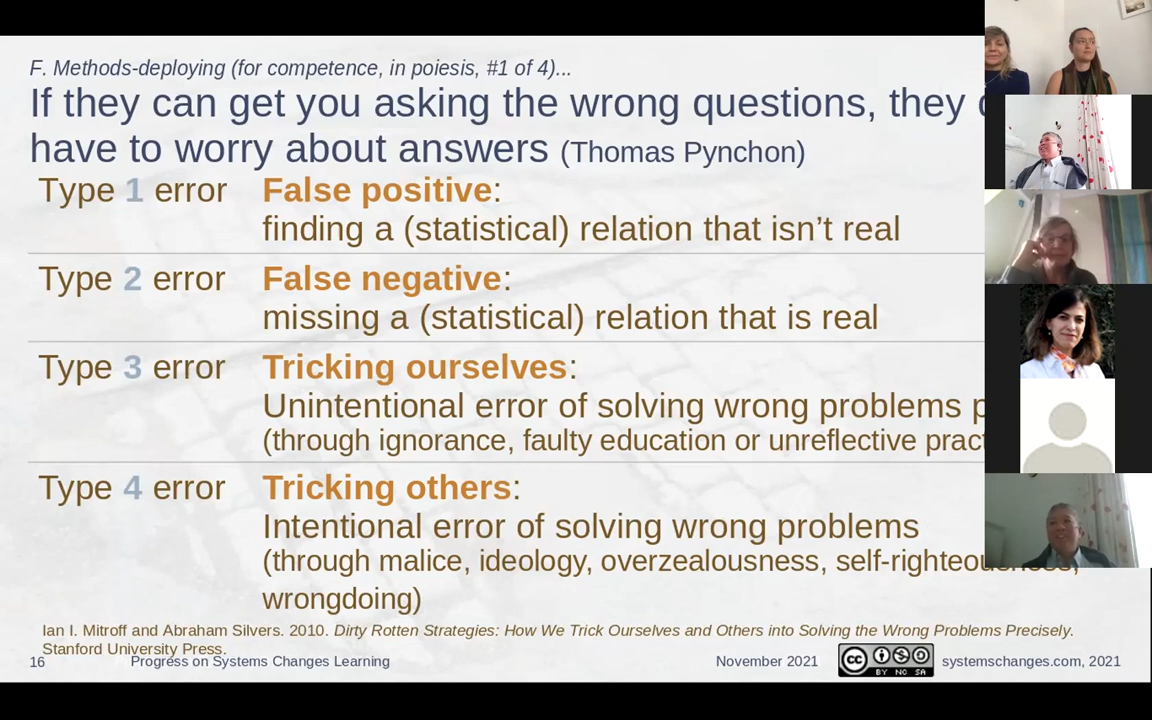 F. Methods-deploying (for competence, in poiesis, #1 of 4)...
If they can get you asking the wrong questions, they
have to worry about answers (Thomas Pynchon)
Type 1 error False positive:
finding a (statistical) relation that isn’t real
Type 2 error False negative:
missing a (statistical) relation that is real
Type 3 error Tricking ourselves:
Unintentional error of solving wrong problems
(through ignorance, faulty education or unreflective
Type 4 error Tricking others:
Intentional error of solving wrong problems
(through malice, ideology, overzealousness,
wrongdoing)
Ian I. Mitroff and Abraham Silvers. 2010. Dirty Rotten Strategies: How We Trick Ourselves and Others into Solving the Wrong Problems Precisely.
Stanford University Press.
16 Progress on Systems Changes Learning November 2021 cc BY NC SA systemschanges.com, 2021